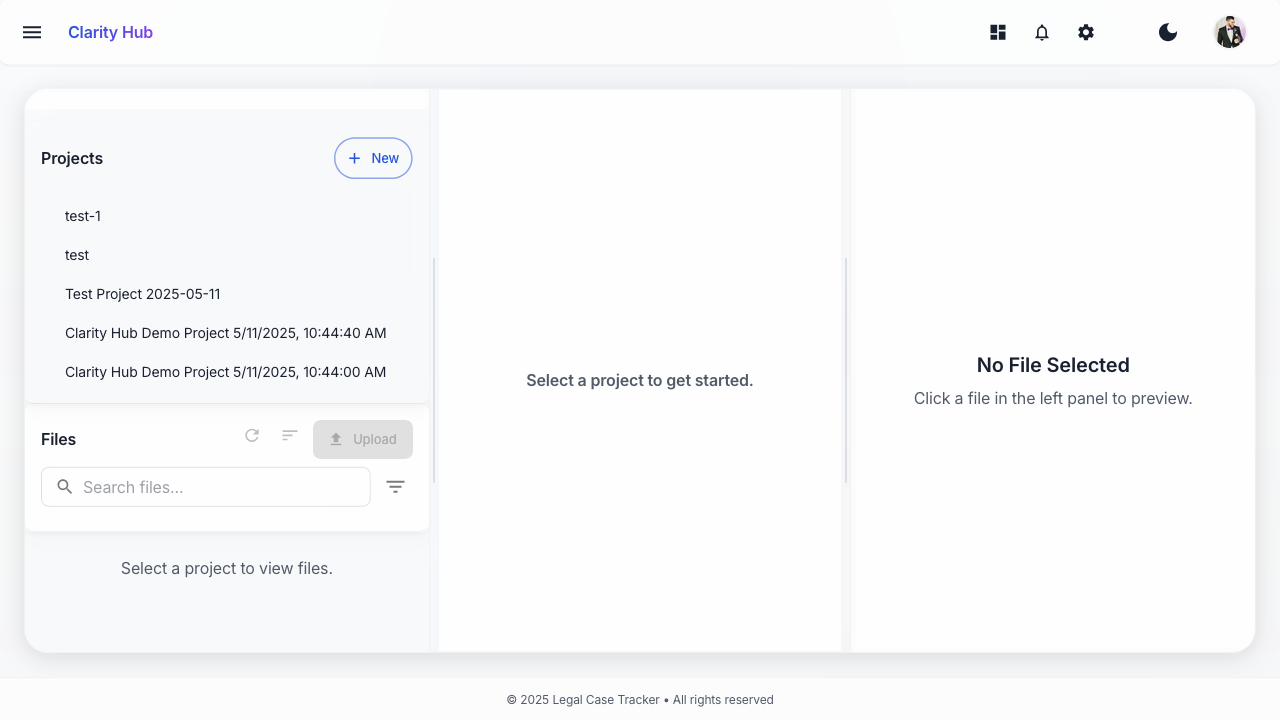 Clarity Hub
Projects
New
test-1
test
Test Project 2025-05-11
Clarity Hub Demo Project 5/11/2025, 10:44:40 AM
Clarity Hub Demo Project 5/11/2025, 10:44:00 AM
Files
Upload
Search files...
Select a project to view files.
Select a project to get started.
No File Selected
Click a file in the left panel to preview.
© 2025 Legal Case Tracker • All rights reserved